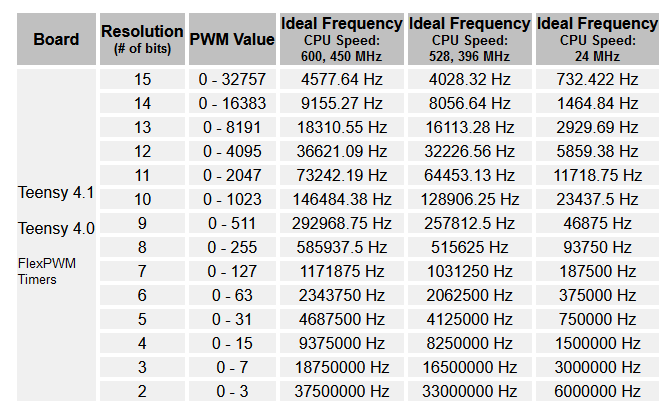 Board Resolution (# of bits) PWM Value Ideal Frequency CPU Speed: 600, 450 MHz Ideal Frequency CPU Speed: 528, 396 MHz Ideal Frequency CPU Speed: 24 MHz
15 0 - 32757 4577.64 Hz 4028.32 Hz 732.422 Hz
14 0 - 16383 9155.27 Hz 8056.64 Hz 1464.84 Hz
13 0 - 8191 18310.55 Hz 16113.28 Hz 2929.69 Hz
12 0 - 4095 36621.09 Hz 32226.56 Hz 5859.38 Hz
11 0 - 2047 73242.19 Hz 64453.13 Hz 11718.75 Hz
Teensy 4.1
10 0 - 1023 146484.38 Hz 128906.25 Hz 23437.5 Hz
Teensy 4.0
9 0 - 511 292968.75 Hz 257812.5 Hz 46875 Hz
8 0 - 255 585937.5 Hz 515625 Hz 93750 Hz
FlexPWM
Timers
7 0 - 127 1171875 Hz 1031250 Hz 187500 Hz
6 0 - 63 2343750 Hz 2062500 Hz 375000 Hz
5 0 - 31 4687500 Hz 4125000 Hz 750000 Hz
4 0 - 15 9375000 Hz 8250000 Hz 1500000 Hz
3 0 - 7 18750000 Hz 16500000 Hz 3000000 Hz
2 0 - 3 37500000 Hz 33000000 Hz 6000000 Hz